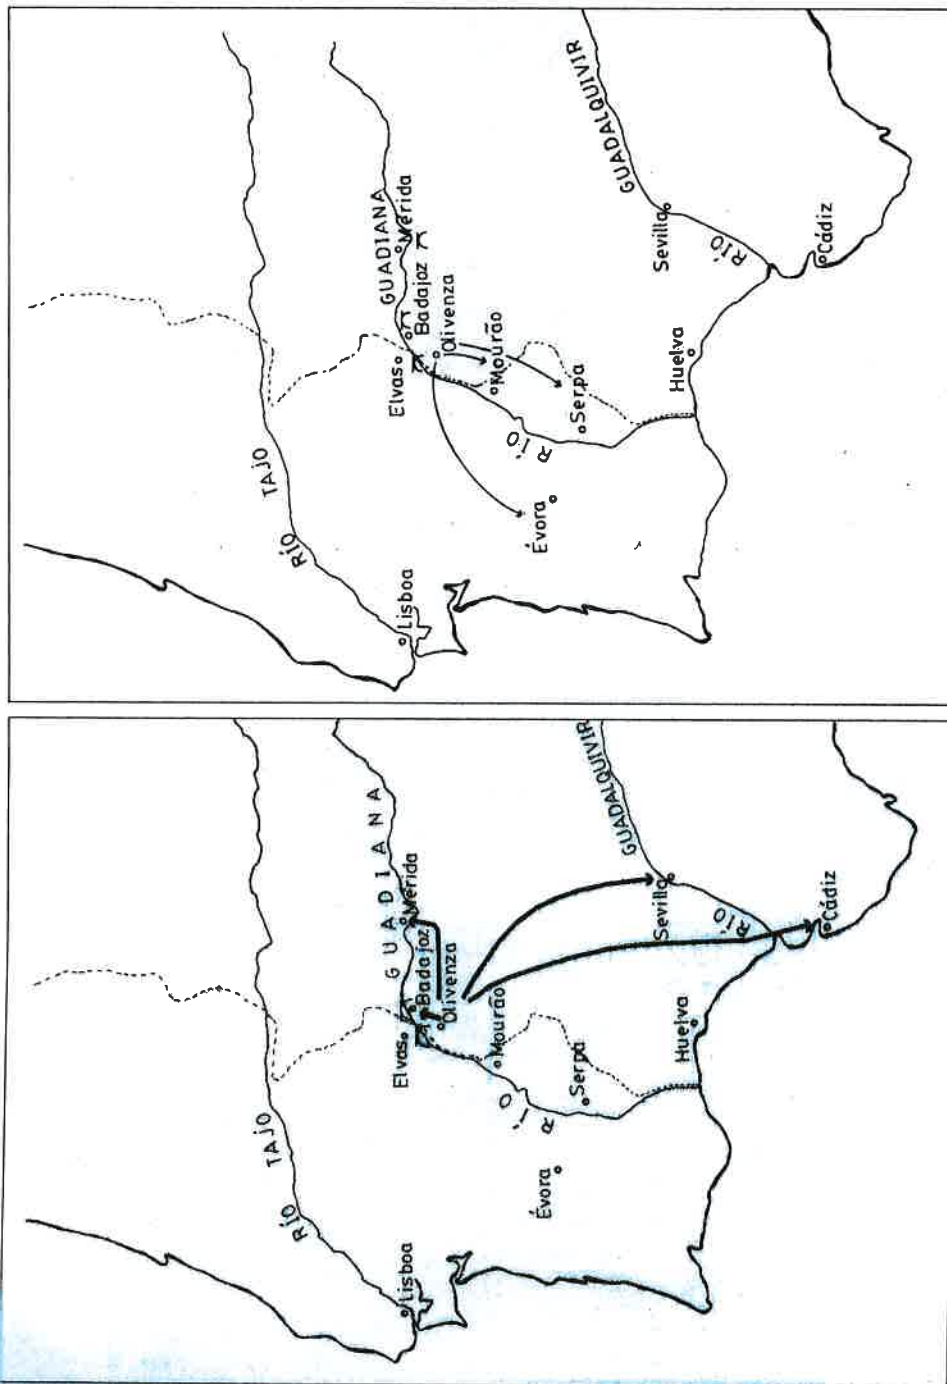 RÍO TAJO
GUADIANA
Elvas
Lisboa
Mérida
Badajoz
Olivenza
Mourão
RÍO
Évora
Serpa
GUADALQUIVIR
Sevilla
Huelva
RÍO
Cádiz
RÍO TAJO
GUADIANA
Elvas
Lisboa
Mérida
Badajoz
Olivenza
Mourão
RÍO
Évora
Serpa
GUADALQUIVIR
Sevilla
Huelva
RÍO
Cádiz